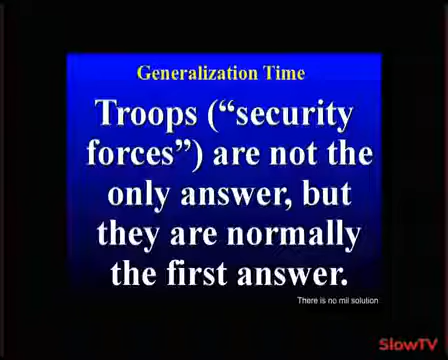 Generalization Time
Troops (“security
forces”) are not the
only answer, but
they are normally
the first answer.
There is no mil solution
SlowTV